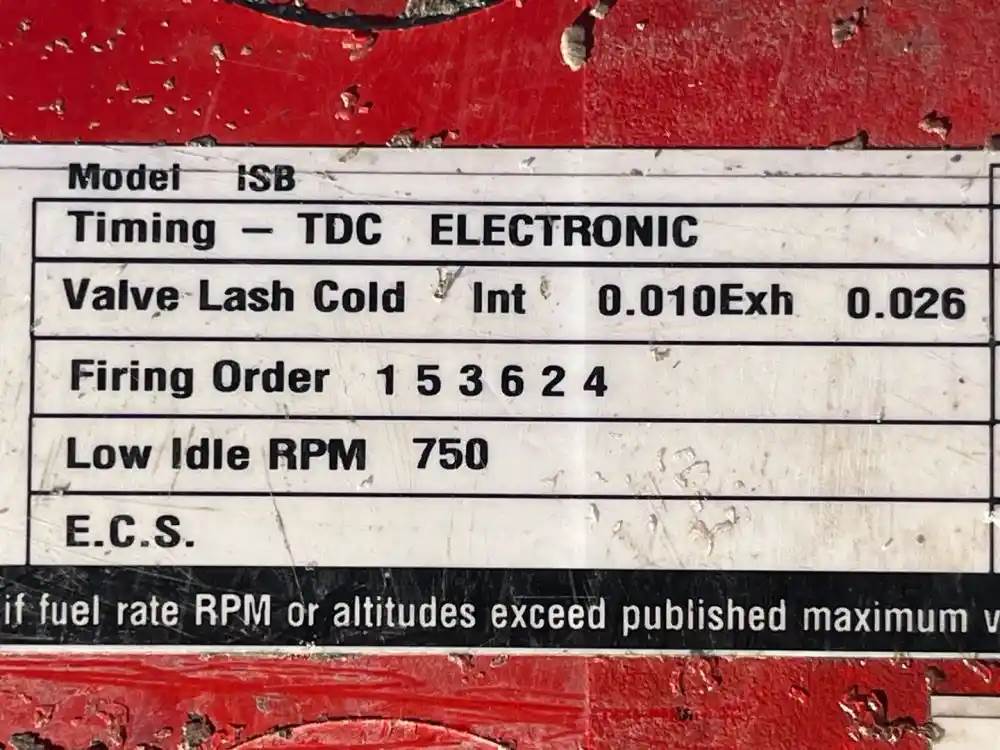 Model ISB
Timing – TDC ELECTRONIC
Valve Lash Cold Int 0.010Exh 0.026
Firing Order 1 5 3 6 2 4
Low Idle RPM 750
E.C.S.
if fuel rate RPM or altitudes exceed published maximum